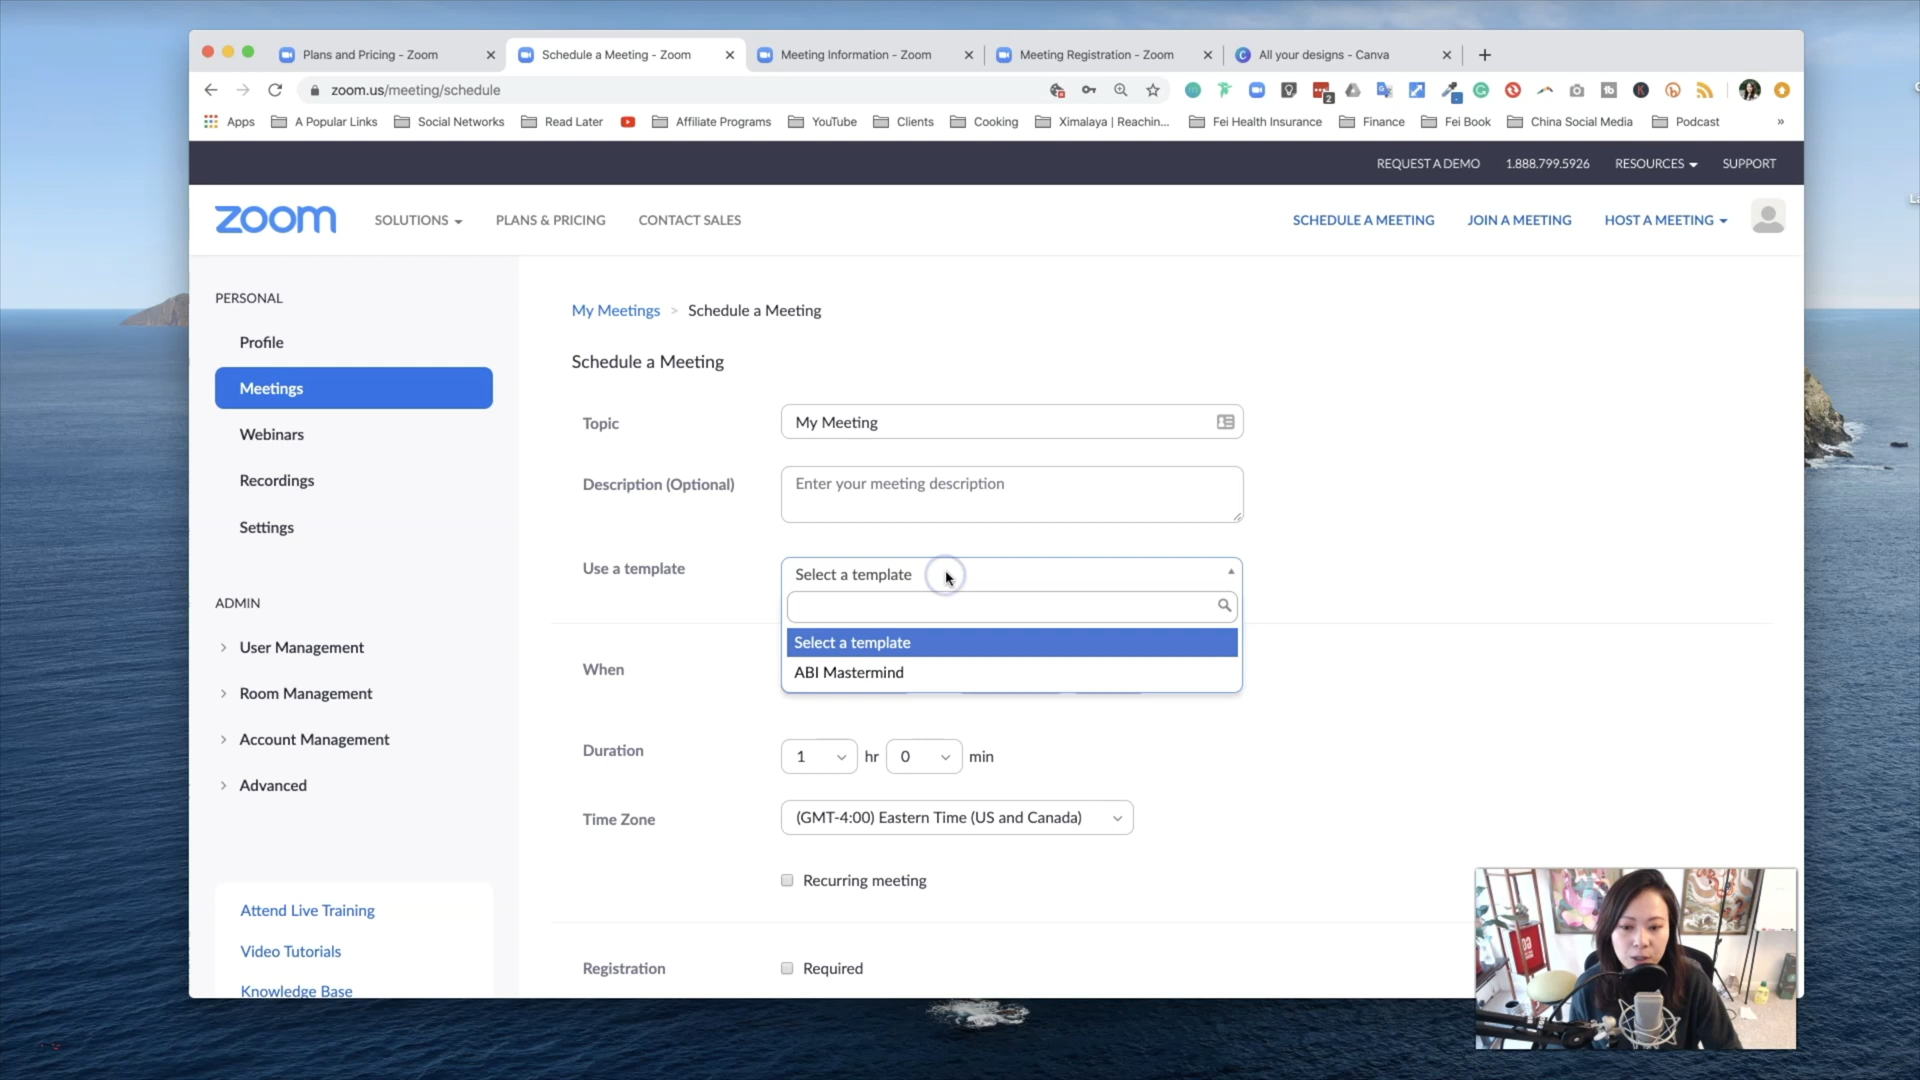 Plans and Pricing - Zoom
Schedule a Meeting - Zoom
Meeting Information - Zoom
Meeting Registration - Zoom
All your designs - Canva
zoom.us/meeting/schedule
2
Apps
A Popular Links
Social Networks
Read Later
Affiliate Programs
YouTube
Clients
Cooking
Ximalaya | Reachin...
Fei Health Insurance
Finance
Fei Book
China Social Media
Podcast
»
REQUEST A DEMO
1.888.799.5926
RESOURCES
SUPPORT
zoom
SOLUTIONS
PLANS & PRICING
CONTACT SALES
SCHEDULE A MEETING
JOIN A MEETING
HOST A MEETING
PERSONAL
Profile
Meetings
Webinars
Recordings
Settings
ADMIN
User Management
Room Management
Account Management
Advanced
Attend Live Training
Video Tutorials
Knowledge Base
My Meetings > Schedule a Meeting
Schedule a Meeting
Topic
My Meeting
Description (Optional)
Enter your meeting description
Use a template
Select a template
Select a template
ABI Mastermind
When
Duration
1 hr 0 min
Time Zone
(GMT-4:00) Eastern Time (US and Canada)
Recurring meeting
Registration
Required